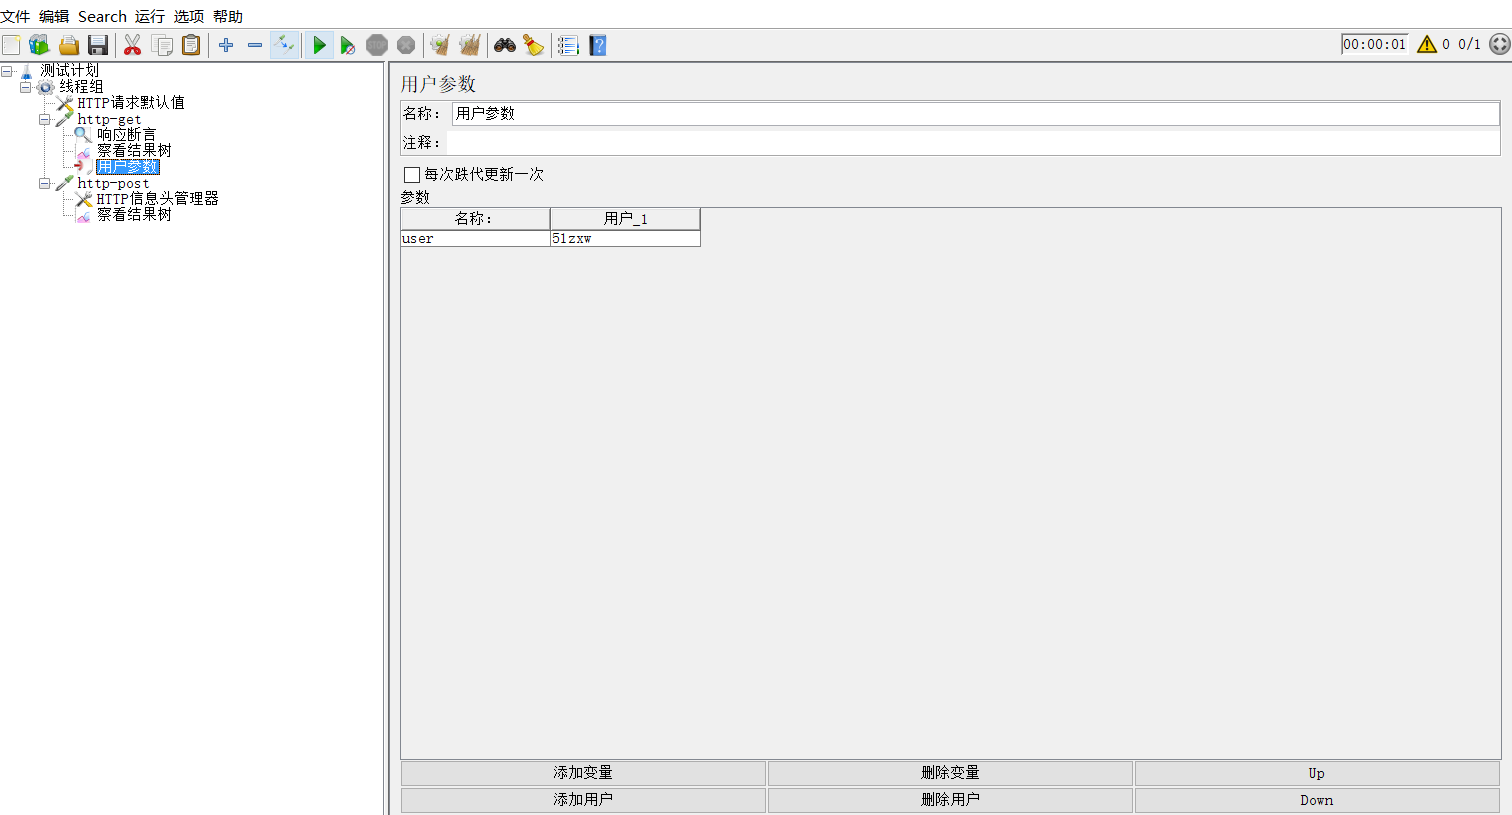 文件 编辑 Search 运行 选项 帮助
STOP
00:00:01 0 0/1
测试计划
线程组
HTTP请求默认值
http-get
响应断言
察看结果树
用户参数
http-post
HTTP信息头管理器
察看结果树
用户参数
名称： 用户参数
注释：
每次跌代更新一次
参数
名称： 用户_1
user 51zxw
添加变量 删除变量 Up
添加用户 删除用户 Down